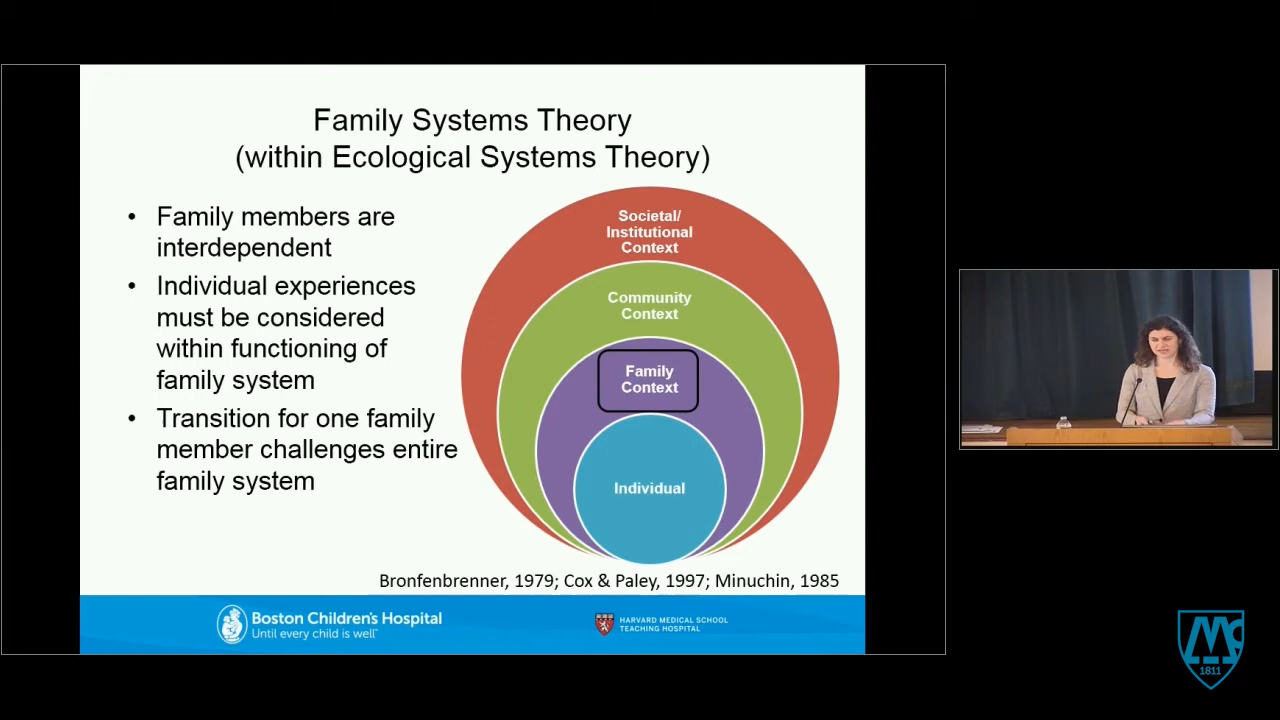 Family Systems Theory
(within Ecological Systems Theory)
• Family members are
interdependent
• Individual experiences
must be considered
within functioning of
family system
• Transition for one family
member challenges entire
family system
Societal/
Institutional
Context
Community
Context
Family
Context
Individual
Bronfenbrenner, 1979; Cox & Paley, 1997; Minuchin, 1985
Boston Children's Hospital
Until every child is well™
HARVARD MEDICAL SCHOOL
TEACHING HOSPITAL
Mc
1811